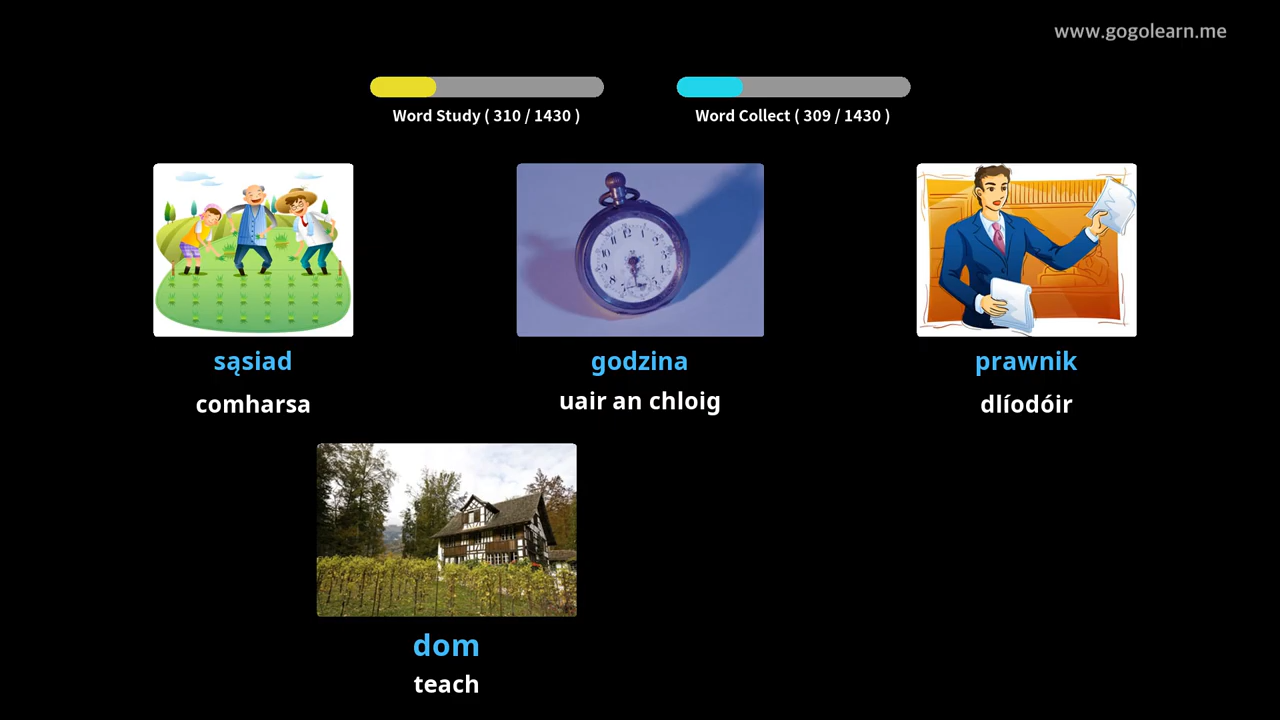 www.gogolearn.me
Word Study ( 310 / 1430 )
Word Collect ( 309 / 1430 )
sąsiad
comharsa
godzina
uair an chloig
prawnik
dlíodóir
dom
teach